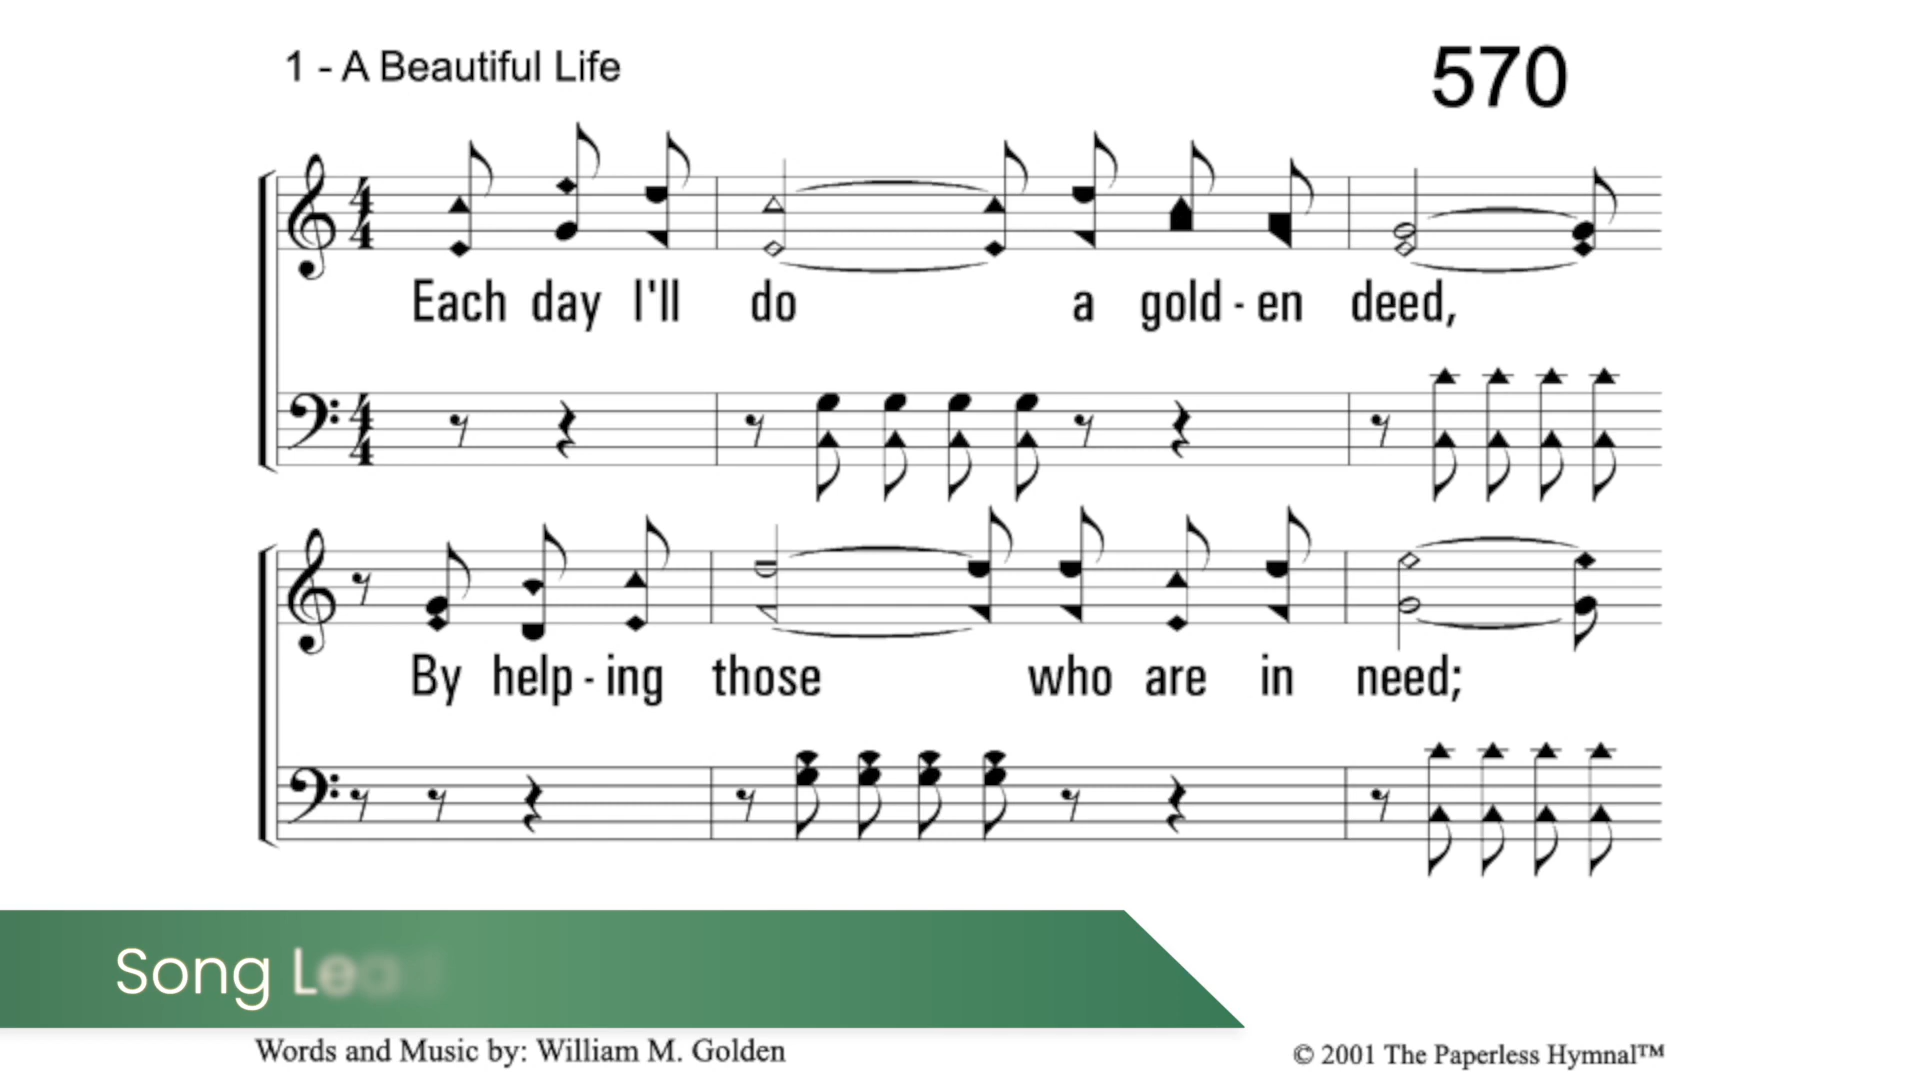 1 - A Beautiful Life
570
Each day I'll do a gold - en deed,
By help - ing those who are in need;
Song
Words and Music by: William M. Golden
© 2001 The Paperless Hymnal™